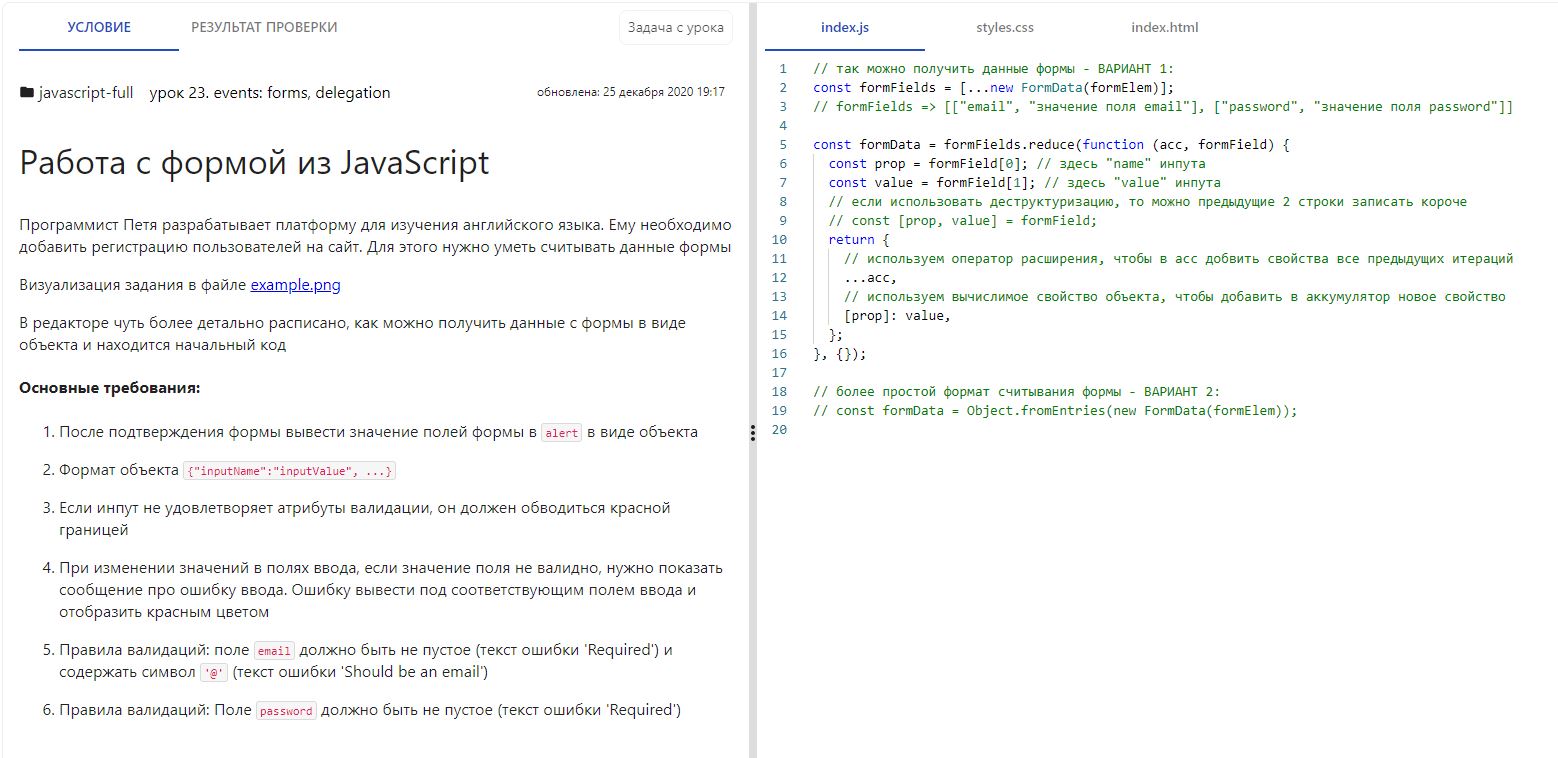 УСЛОВИЕ
РЕЗУЛЬТАТ ПРОВЕРКИ
Задача с урока
javascript-full урок 23. events: forms, delegation
обновлена: 25 декабря 2020 19:17
Работа с формой из JavaScript
Программист Петя разрабатывает платформу для изучения английского языка. Ему необходимо
добавить регистрацию пользователей на сайт. Для этого нужно уметь считывать данные формы
Визуализация задания в файле example.png
В редакторе чуть более детально расписано, как можно получить данные с формы в виде
объекта и находится начальный код
Основные требования:
1. После подтверждения формы вывести значение полей формы в alert в виде объекта
2. Формат объекта {"inputName":"inputValue", ...}
3. Если инпут не удовлетворяет атрибуты валидации, он должен обводиться красной
границей
4. При изменении значений в полях ввода, если значение поля не валидно, нужно показать
сообщение про ошибку ввода. Ошибку вывести под соответствующим полем ввода и
отобразить красным цветом
5. Правила валидаций: поле email должно быть не пустое (текст ошибки 'Required') и
содержать символ '@' (текст ошибки 'Should be an email')
6. Правила валидаций: Поле password должно быть не пустое (текст ошибки 'Required')
index.js
styles.css
index.html
1 // так можно получить данные формы - ВАРИАНТ 1:
2 const formFields = [...new FormData(formElem)];
3 // formFields => [["email", "значение поля email"], ["password", "значение поля password"]]
4
5 const formData = formFields.reduce(function (acc, formField) {
6 const prop = formField[0]; // здесь "name" инпута
7 const value = formField[1]; // здесь "value" инпута
8 // если использовать деструктуризацию, то можно предыдущие 2 строки записать короче
9 // const [prop, value] = formField;
10 return {
11 // используем оператор расширения, чтобы в acc добвить свойства все предыдущих итераций
12 ...acc,
13 // используем вычислимое свойство объекта, чтобы добавить в аккумулятор новое свойство
14 [prop]: value,
15 };
16 }, {});
17
18 // более простой формат считывания формы - ВАРИАНТ 2:
19 // const formData = Object.fromEntries(new FormData(formElem));
20